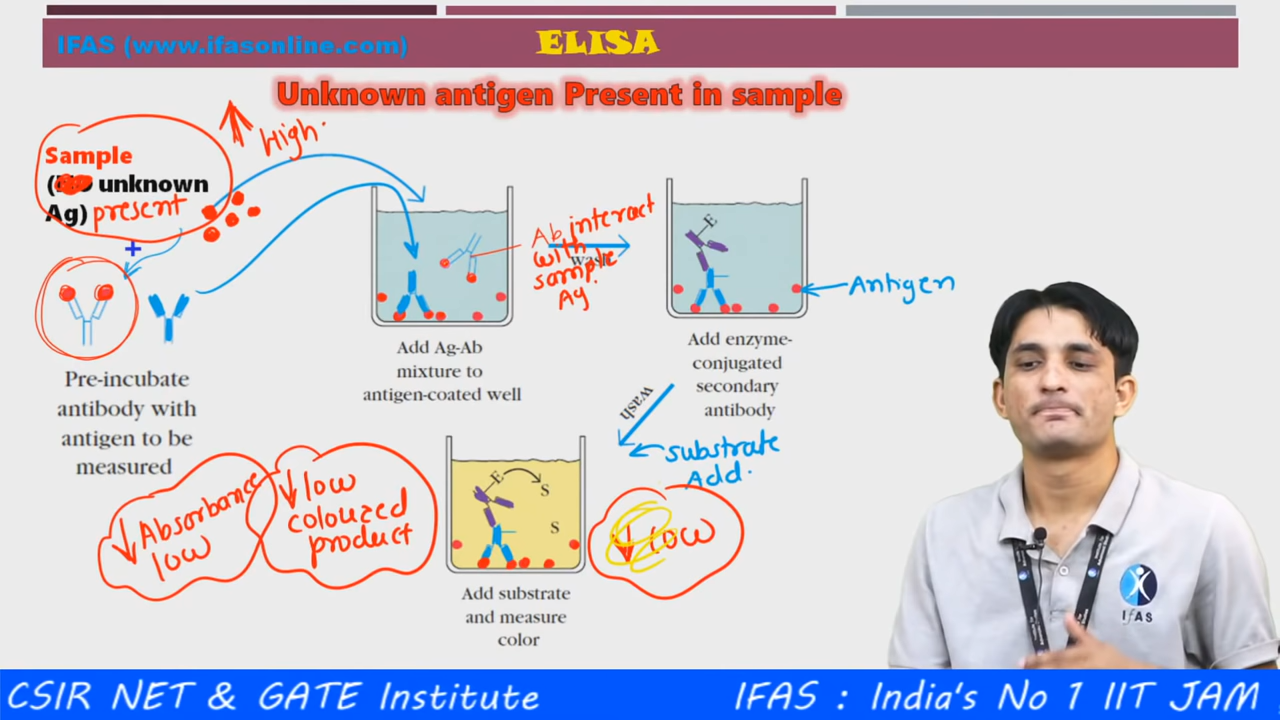 IFAS (www.ifasonline.com)
ELISA
Unknown antigen Present in sample
High.
Sample
( unknown
Ag) present
+
Pre-incubate
antibody with
antigen to be
measured
Add Ag-Ab
mixture to
antigen-coated well
Ab interact
with
sample
Ag.
wash
E
Antigen
Add enzyme-
conjugated
secondary
antibody
wash
substrate
Add.
Absorbance
low
low
colouzed
product
E
S
S
low
Add substrate
and measure
color
IFAS
CSIR NET & GATE Institute
IFAS : India's No 1 IIT JAM